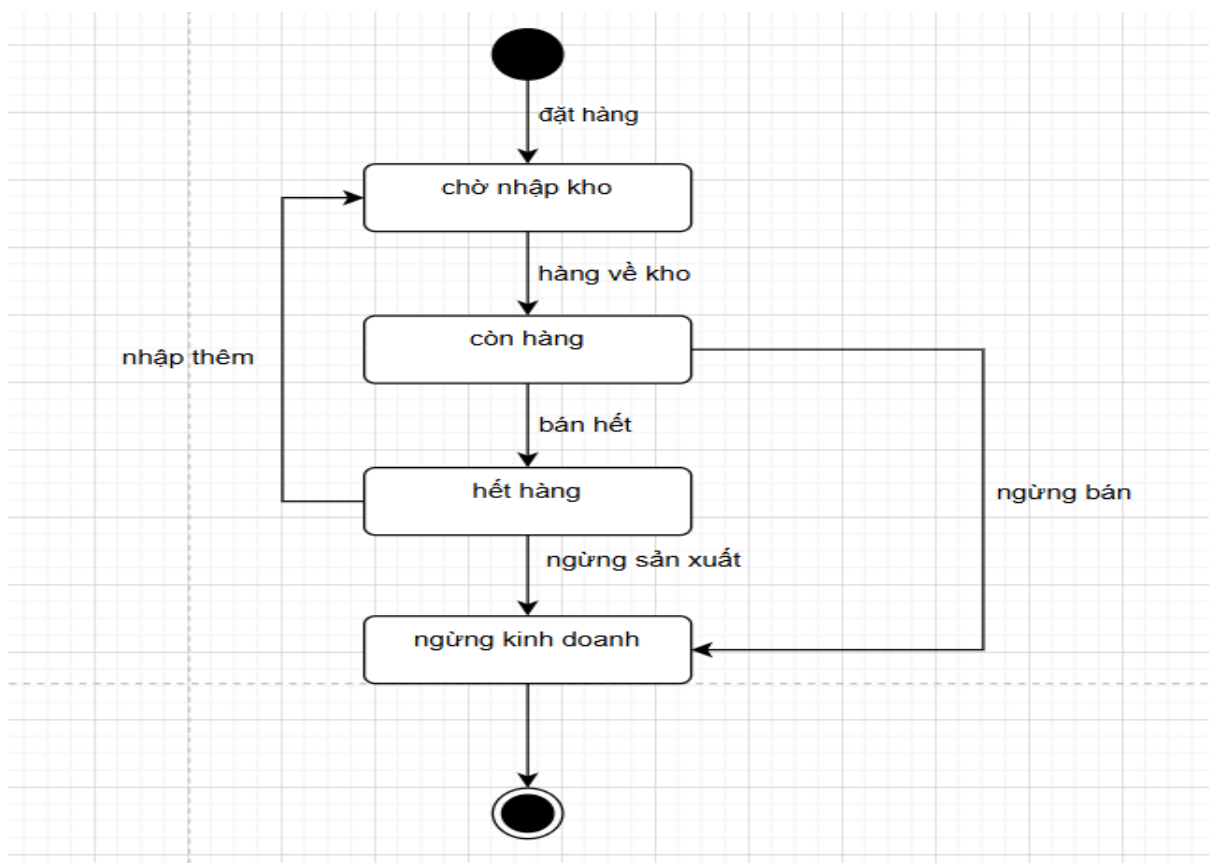 đặt hàng
chờ nhập kho
hàng về kho
còn hàng
nhập thêm
bán hết
hết hàng
ngừng bán
ngừng sản xuất
ngừng kinh doanh